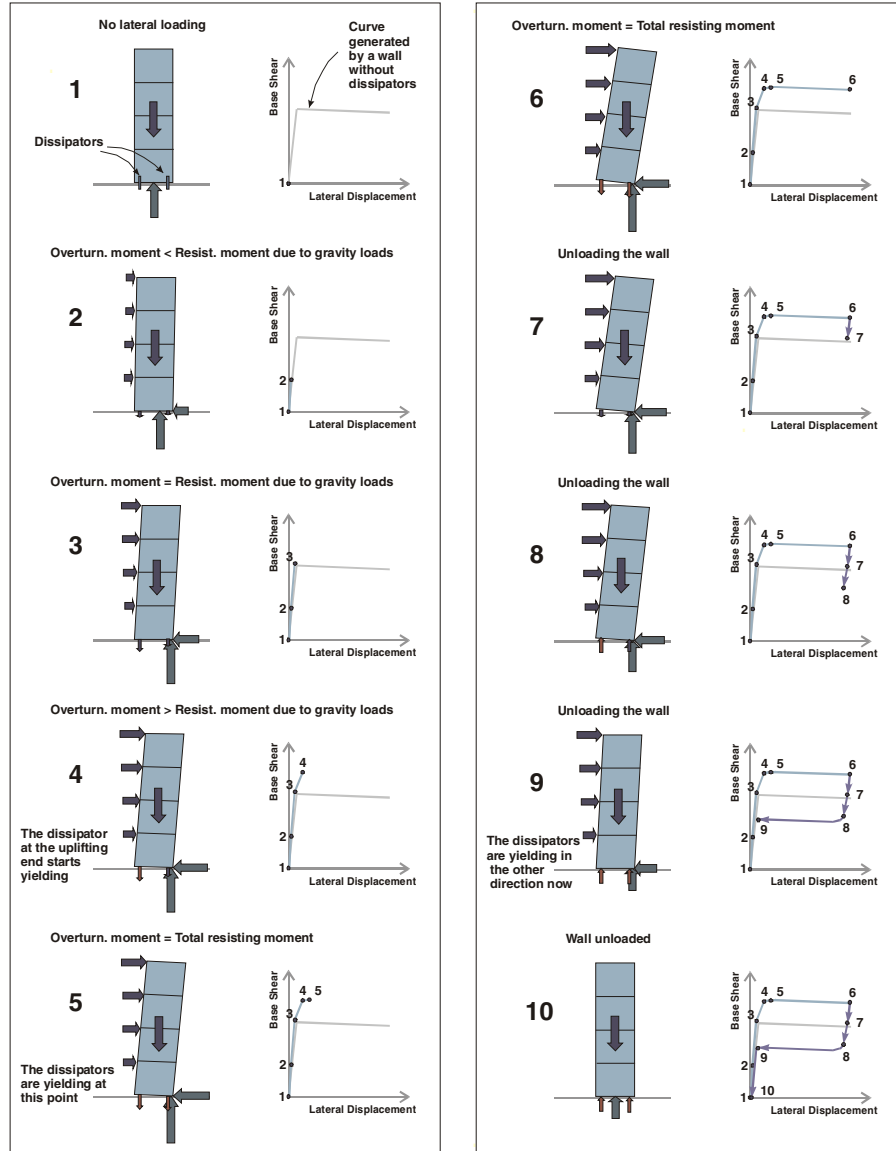 No lateral loading
1
Curve
generated
by a wall
without
dissipators
Dissipators
Base Shear
1
Lateral Displacement
Overturn. moment < Resist. moment due to gravity loads
2
Base Shear
2
1
Lateral Displacement
Overturn. moment = Resist. moment due to gravity loads
3
Base Shear
3
2
1
Lateral Displacement
Overturn. moment > Resist. moment due to gravity loads
4
The dissipator
at the uplifting
end starts
yielding
Base Shear
4
3
2
1
Lateral Displacement
Overturn. moment = Total resisting moment
5
The dissipators
are yielding at
this point
Base Shear
4 5
3
2
1
Lateral Displacement
Overturn. moment = Total resisting moment
6
Base Shear
4 5 6
3
2
1
Lateral Displacement
Unloading the wall
7
Base Shear
4 5 6
3
7
2
1
Lateral Displacement
Unloading the wall
8
Base Shear
4 5 6
3
7
8
2
1
Lateral Displacement
Unloading the wall
9
The dissipators
are yielding in
the other
direction now
Base Shear
4 5 6
3
7
9 8
2
1
Lateral Displacement
Wall unloaded
10
Base Shear
4 5 6
3
7
9 8
2
1 10
Lateral Displacement